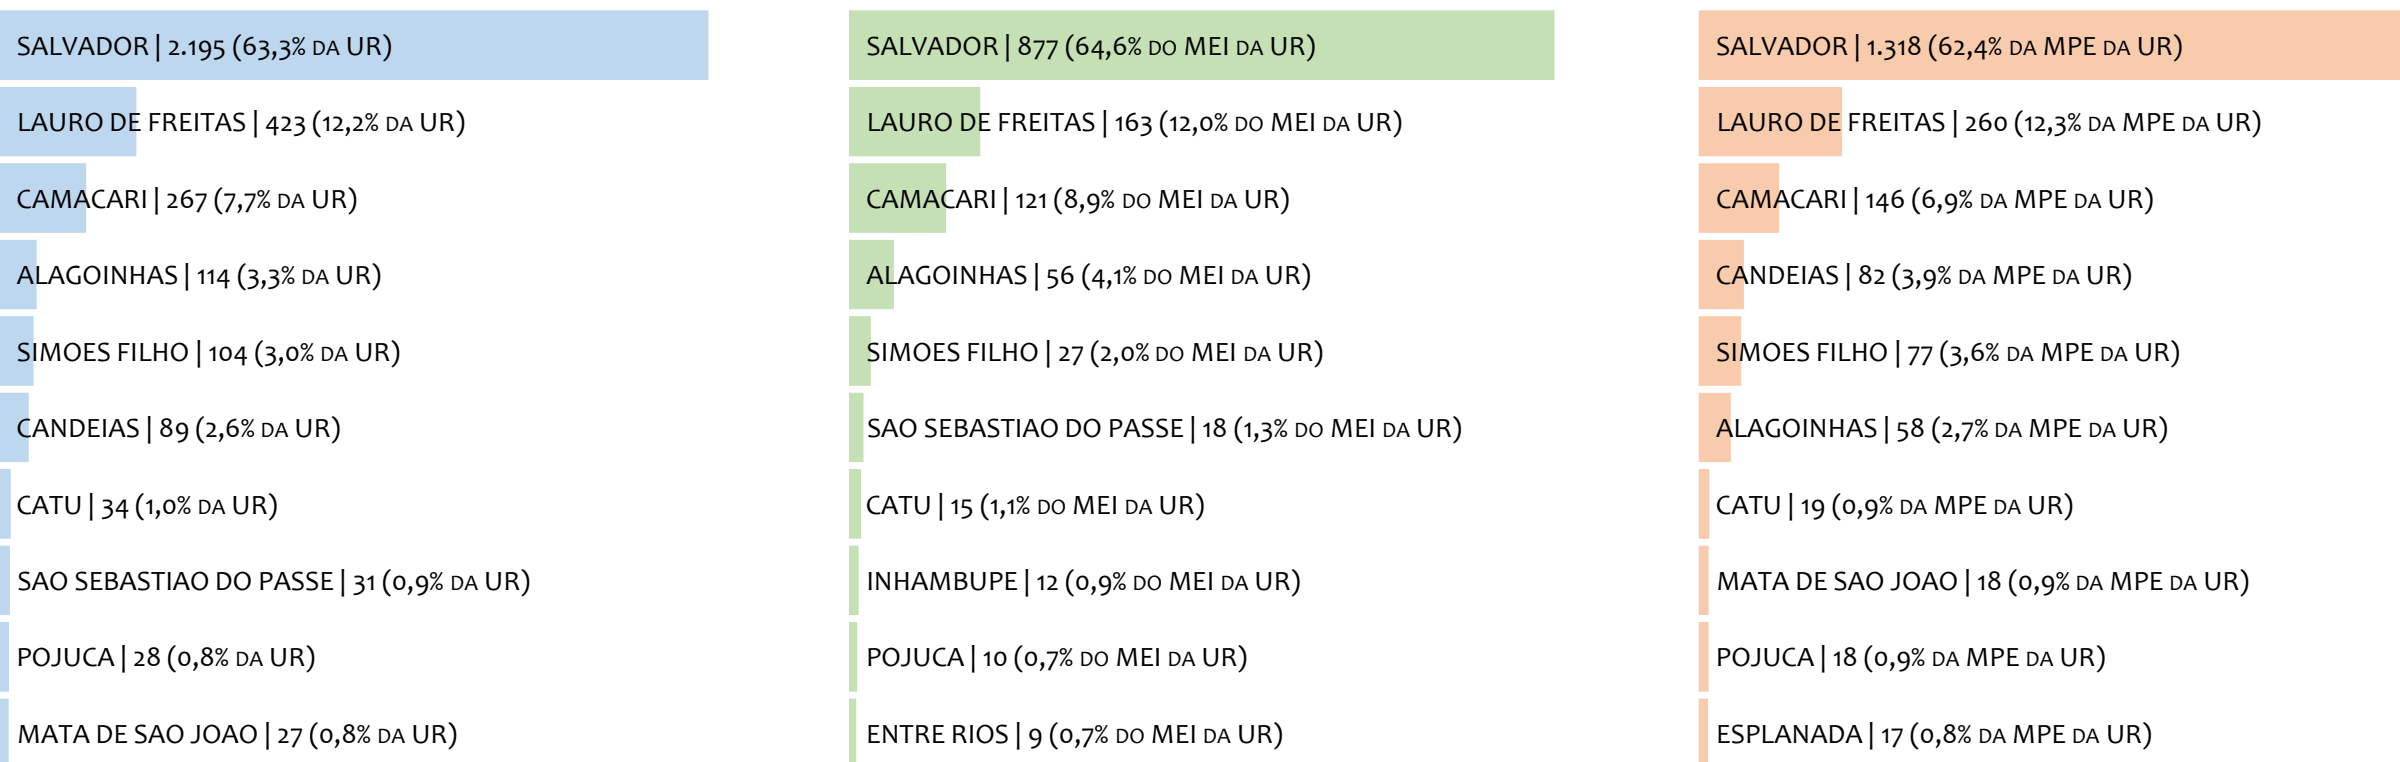 SALVADOR | 2.195 (63,3% DA UR)
LAURO DE FREITAS | 423 (12,2% DA UR)
CAMACARI | 267 (7,7% DA UR)
ALAGOINHAS | 114 (3,3% DA UR)
SIMOES FILHO | 104 (3,0% DA UR)
CANDEIAS | 89 (2,6% DA UR)
CATU | 34 (1,0% DA UR)
SAO SEBASTIAO DO PASSE | 31 (0,9% DA UR)
POJUCA | 28 (0,8% DA UR)
MATA DE SAO JOAO | 27 (0,8% DA UR)
SALVADOR | 877 (64,6% DO MEI DA UR)
LAURO DE FREITAS | 163 (12,0% DO MEI DA UR)
CAMACARI | 121 (8,9% DO MEI DA UR)
ALAGOINHAS | 56 (4,1% DO MEI DA UR)
SIMOES FILHO | 27 (2,0% DO MEI DA UR)
SAO SEBASTIAO DO PASSE | 18 (1,3% DO MEI DA UR)
CATU | 15 (1,1% DO MEI DA UR)
INHAMBUPE | 12 (0,9% DO MEI DA UR)
POJUCA | 10 (0,7% DO MEI DA UR)
ENTRE RIOS | 9 (0,7% DO MEI DA UR)
SALVADOR | 1.318 (62,4% DA MPE DA UR)
LAURO DE FREITAS | 260 (12,3% DA MPE DA UR)
CAMACARI | 146 (6,9% DA MPE DA UR)
CANDEIAS | 82 (3,9% DA MPE DA UR)
SIMOES FILHO | 77 (3,6% DA MPE DA UR)
ALAGOINHAS | 58 (2,7% DA MPE DA UR)
CATU | 19 (0,9% DA MPE DA UR)
MATA DE SAO JOAO | 18 (0,9% DA MPE DA UR)
POJUCA | 18 (0,9% DA MPE DA UR)
ESPLANADA | 17 (0,8% DA MPE DA UR)